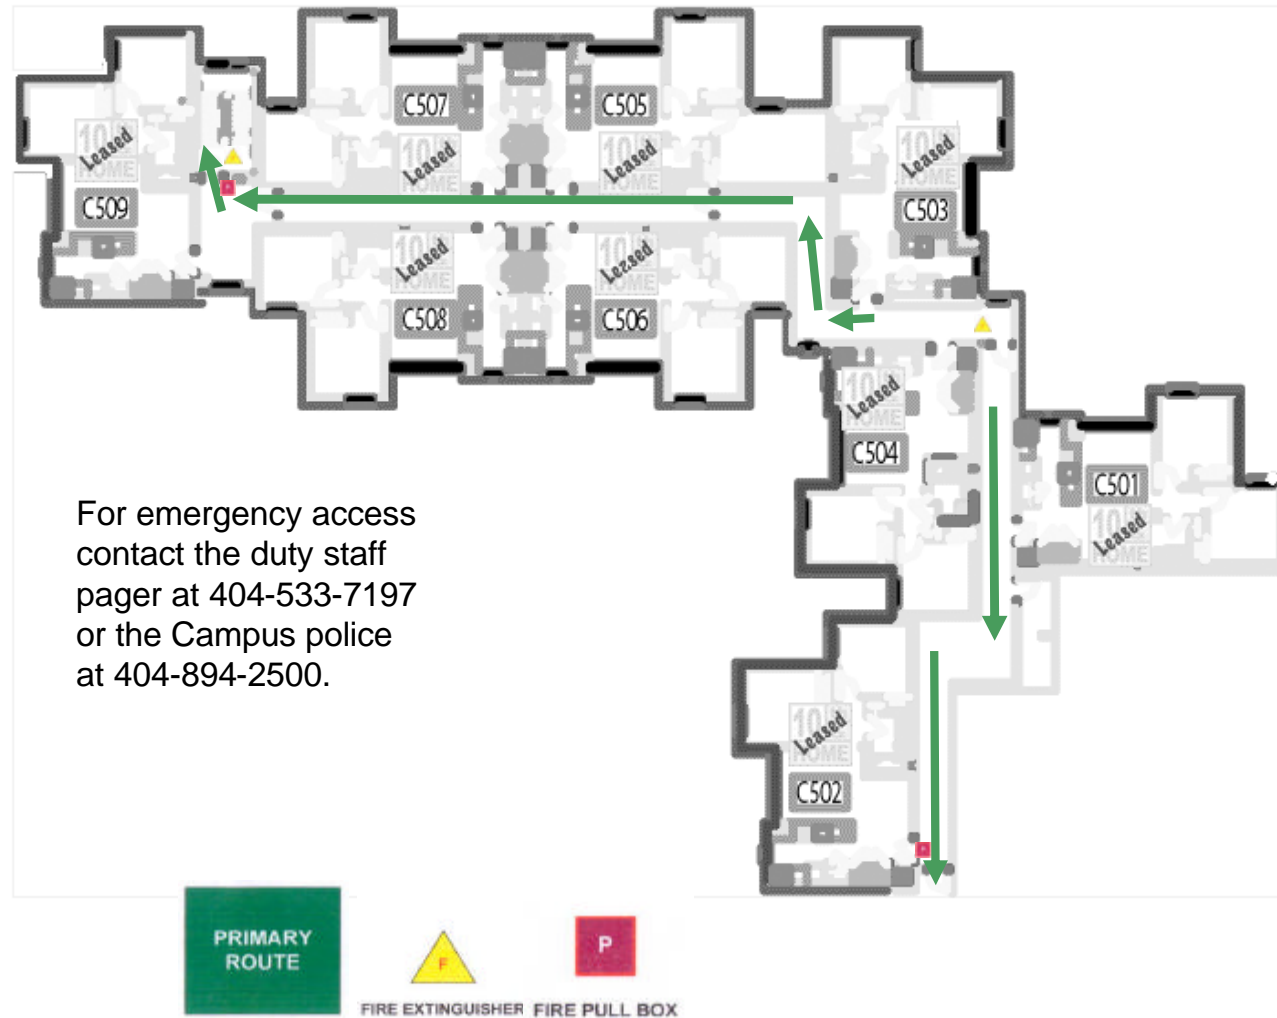 C507
C505
10
Leased
HOME
10
Leased
HOME
10
Leased
HOME
10
Leased
HOME
C509
C503
10
Leased
HOME
10
Leased
HOME
C508
C506
10
Leased
HOME
C504
C501
10
Leased
HOME
For emergency access
contact the duty staff
pager at 404-533-7197
or the Campus police
at 404-894-2500.
10
Leased
HOME
C502
P
PRIMARY
ROUTE
P
F
FIRE EXTINGUISHER
FIRE PULL BOX